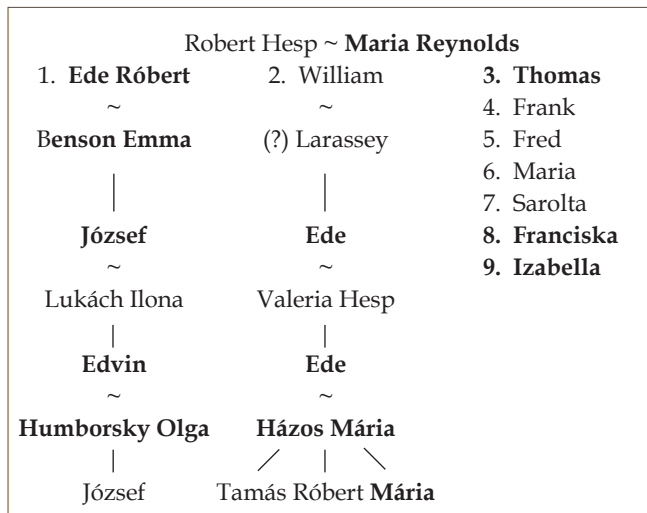 Robert Hesp ~ Maria Reynolds
1. Ede Róbert
~
Benson Emma
József
~
Lukách Ilona
Edvin
~
Humborsky Olga
József
2. William
~
(?) Larassey
Ede
~
Valeria Hesp
Ede
~
Házos Mária
Tamás Róbert Mária
3. Thomas
4. Frank
5. Fred
6. Maria
7. Sarolta
8. Franciska
9. Izabella